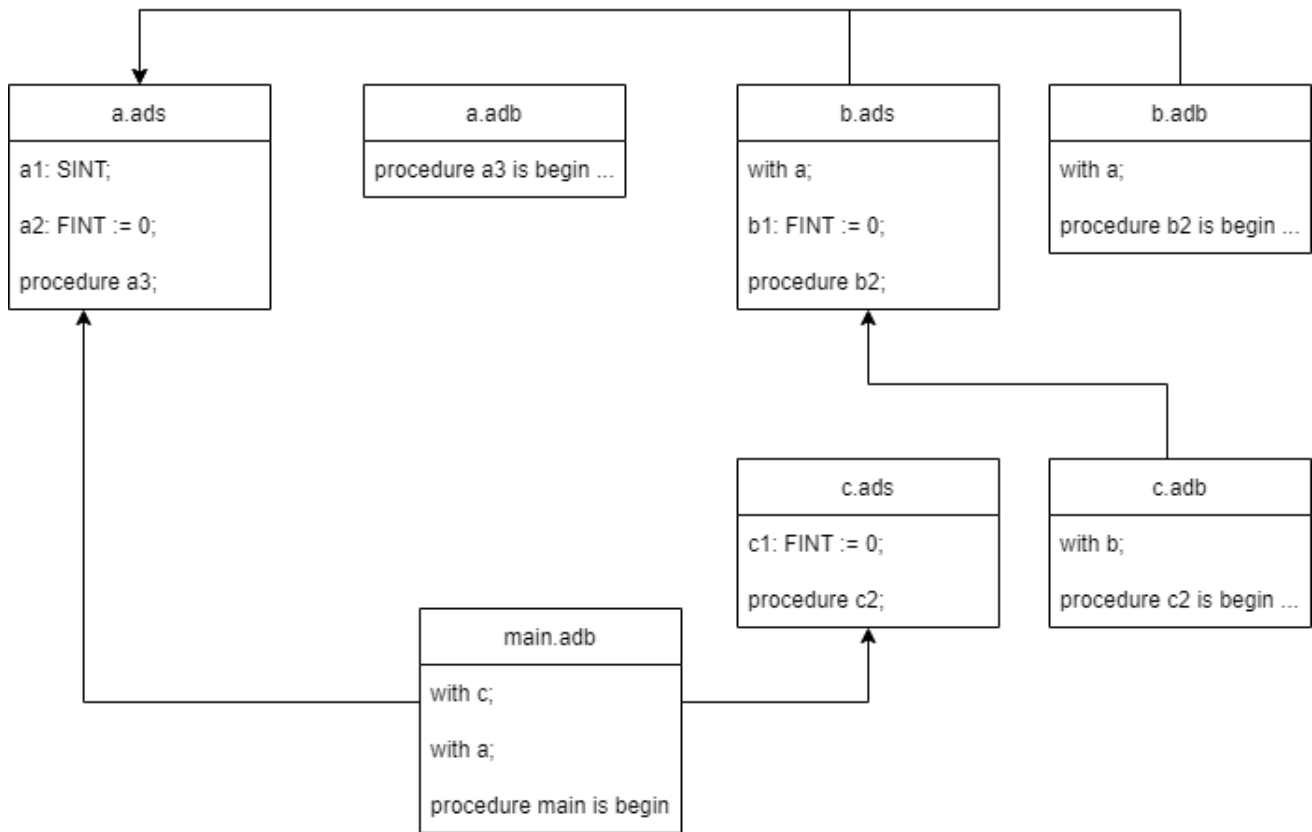 a.ads
a1: SINT;
a2: FINT := 0;
procedure a3;
a.adb
procedure a3 is begin ...
b.ads
with a;
b1: FINT := 0;
procedure b2;
b.adb
with a;
procedure b2 is begin ...
c.ads
c1: FINT := 0;
procedure c2;
c.adb
with b;
procedure c2 is begin ...
main.adb
with c;
with a;
procedure main is begin